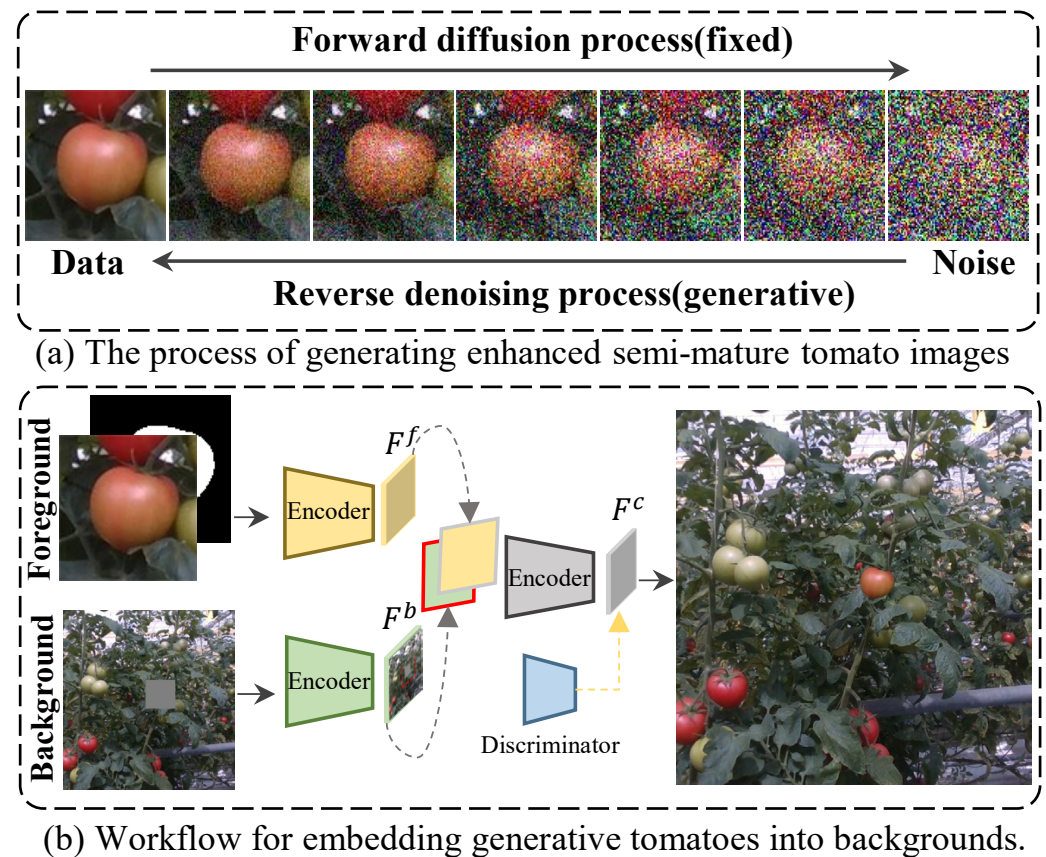 Forward diffusion process(fixed)
Data
Noise
Reverse denoising process(generative)
(a) The process of generating enhanced semi-mature tomato images
Foreground
Encoder
F^f
Encoder
F^c
Background
Encoder
F^b
Discriminator
(b) Workflow for embedding generative tomatoes into backgrounds.